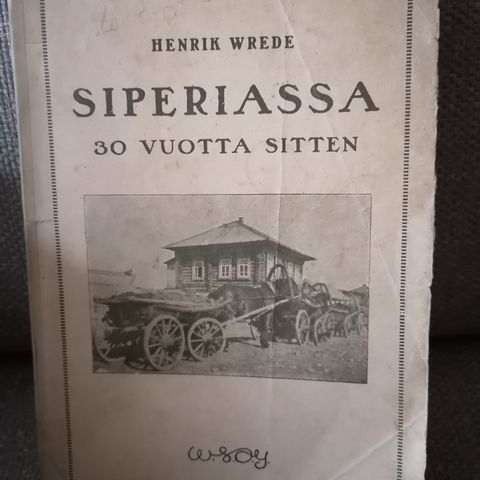 HENRIK WREDE
SIPERIASSA
30 VUOTTA SITTEN
W.S.O.Y.